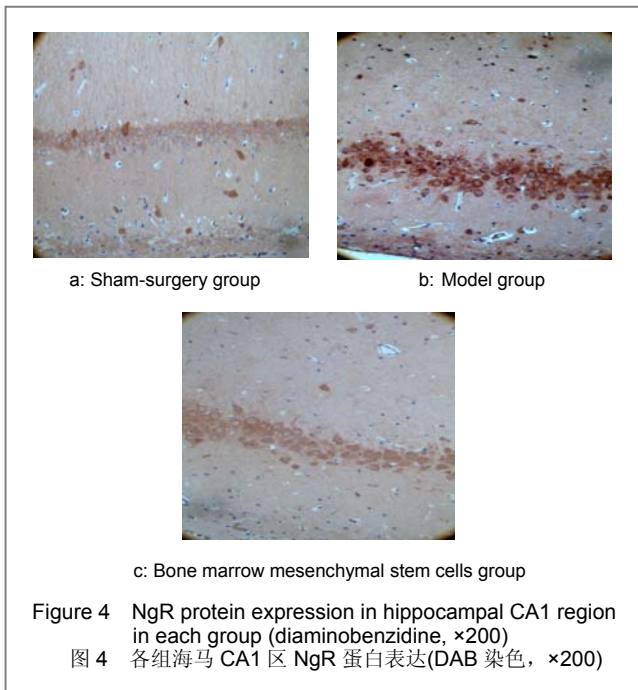 a: Sham-surgery group
b: Model group
c: Bone marrow mesenchymal stem cells group
Figure 4 NgR protein expression in hippocampal CA1 region
in each group (diaminobenzidine, ×200)
图 4 各组海马 CA1 区 NgR 蛋白表达(DAB 染色，×200)